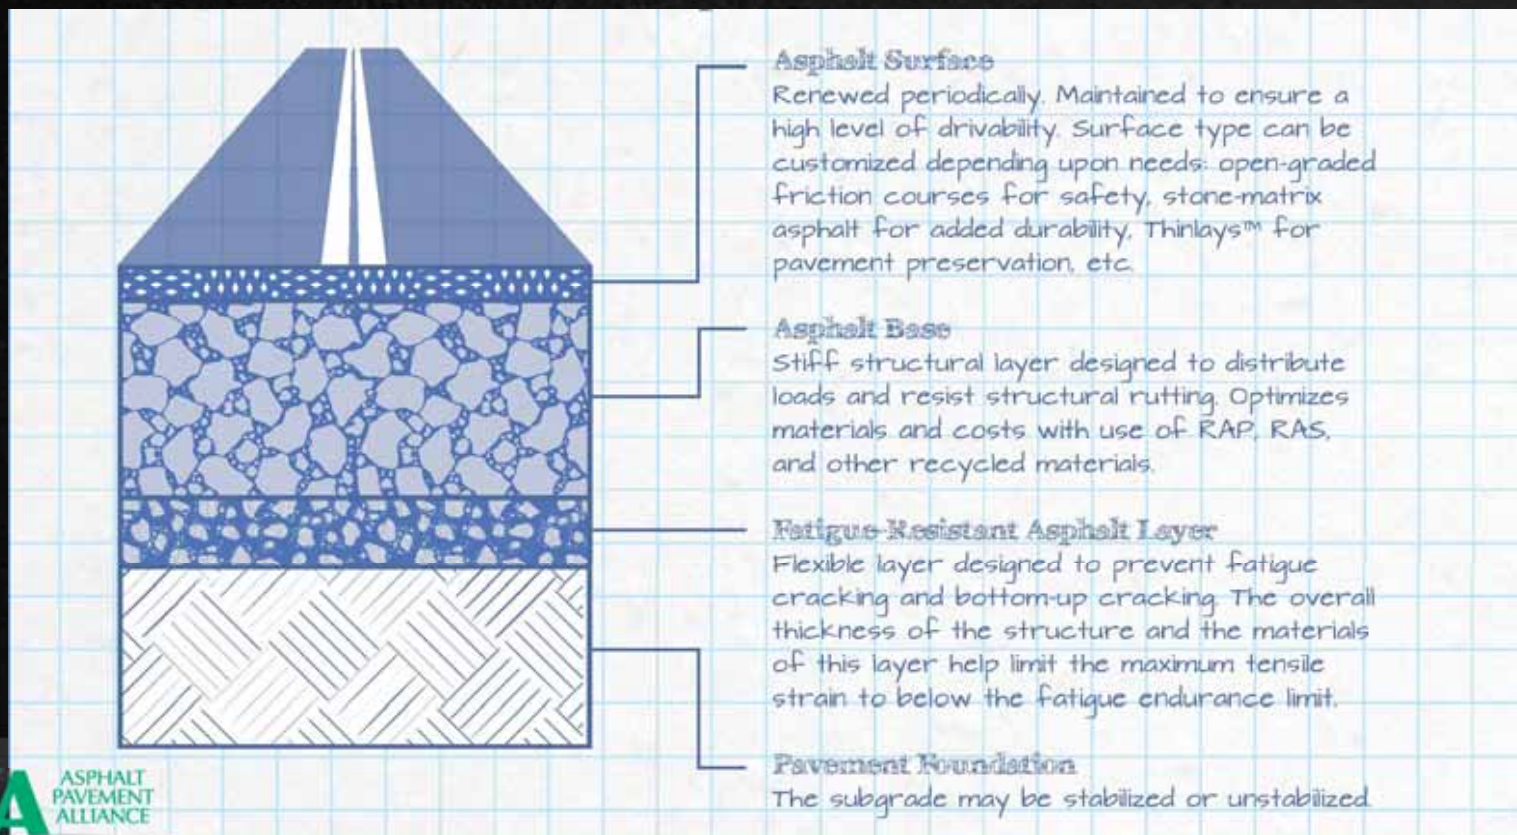 Asphalt Surface
Renewed periodically. Maintained to ensure a
high level of drivability. Surface type can be
customized depending upon needs: open-graded
friction courses for safety, stone-matrix
asphalt for added durability, Thinlays™ for
pavement preservation, etc.
Asphalt Base
Stiff structural layer designed to distribute
loads and resist structural rutting. Optimizes
materials and costs with use of RAP, RAS,
and other recycled materials.
Fatigue-Resistant Asphalt Layer
Flexible layer designed to prevent fatigue
cracking and bottom-up cracking. The overall
thickness of the structure and the materials
of this layer help limit the maximum tensile
strain to below the fatigue endurance limit.
Pavement Foundation
The subgrade may be stabilized or unstabilized.
A
ASPHALT
PAVEMENT
ALLIANCE